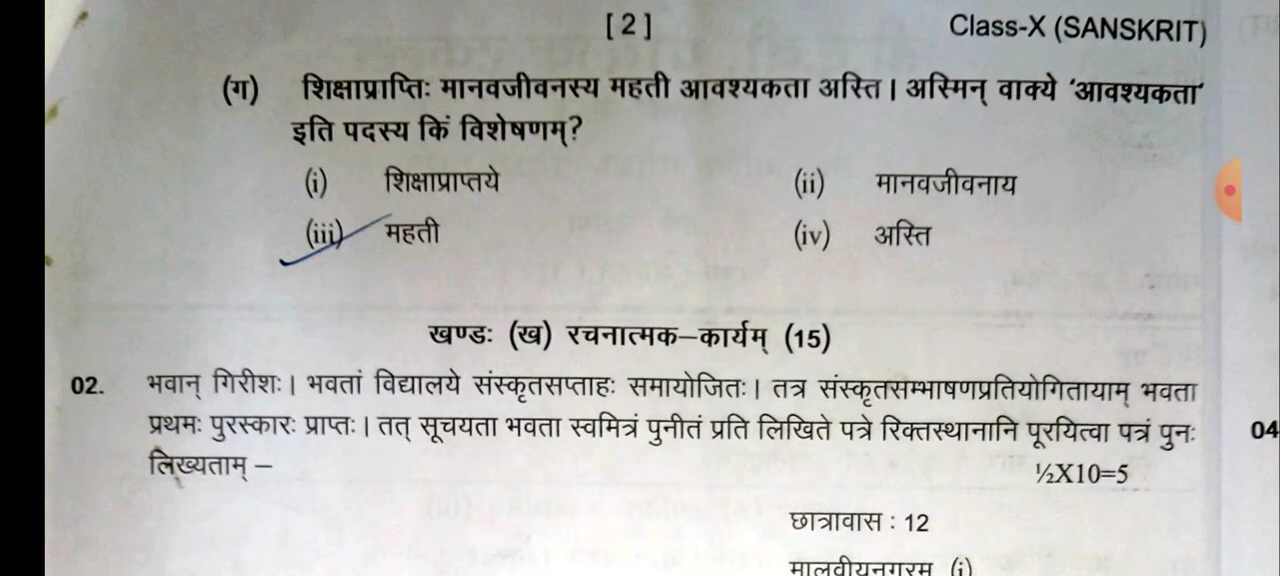 [2] Class-X (SANSKRIT)
(ग) शिक्षाप्राप्तिः मानवजीवनस्य महती आवश्यकता अस्ति। अस्मिन् वाक्ये 'आवश्यकता'
इति पदस्य किं विशेषणम्?
(i) शिक्षाप्राप्तये (ii) मानवजीवनाय
(iii) महती (iv) अस्ति
खण्डः (ख) रचनात्मक–कार्यम् (15)
02. भवान् गिरीशः। भवतां विद्यालये संस्कृतसप्ताहः समायोजितः। तत्र संस्कृतसम्भाषणप्रतियोगितायाम् भवता
प्रथमः पुरस्कारः प्राप्तः। तत् सूचयता भवता स्वमित्रं पुनीतं प्रति लिखिते पत्रे रिक्तस्थानानि पूरयित्वा पत्रं पुनः 04
लिख्यताम् – ½X10=5
छात्रावास : 12
मालवीयनगरम् (i)